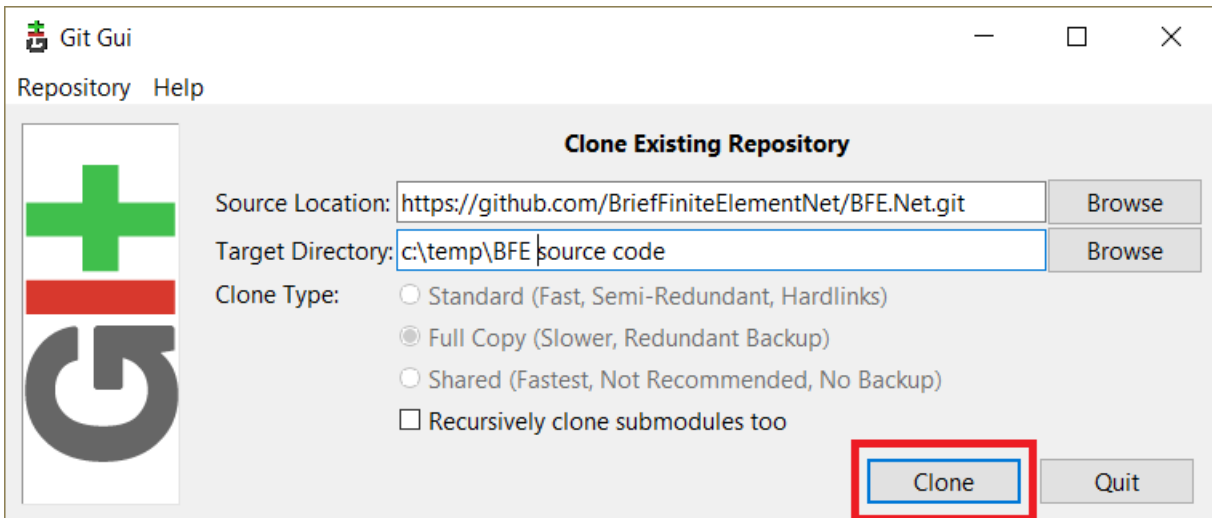 Git Gui
Repository Help
Clone Existing Repository
Source Location: https://github.com/BriefFiniteElementNet/BFE.Net.git Browse
Target Directory: c:\temp\BFE source code Browse
Clone Type: Standard (Fast, Semi-Redundant, Hardlinks)
Full Copy (Slower, Redundant Backup)
Shared (Fastest, Not Recommended, No Backup)
Recursively clone submodules too
Clone Quit